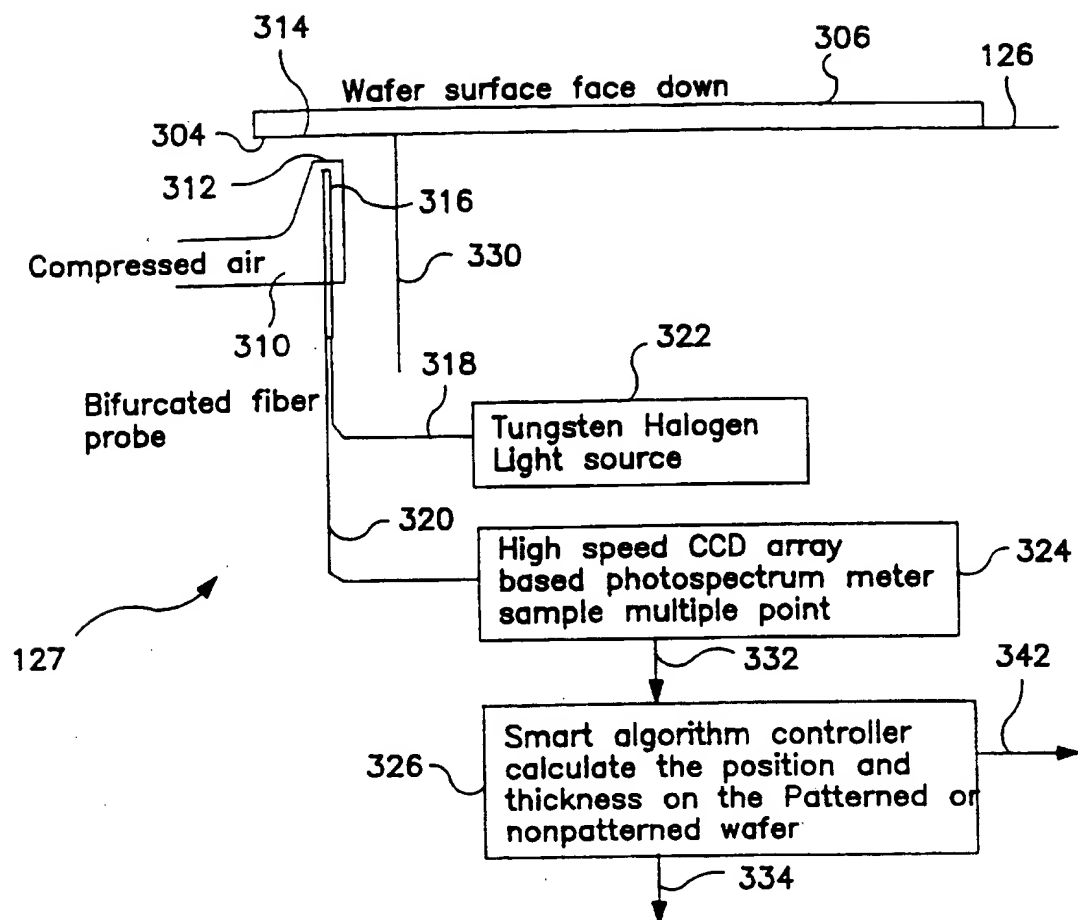 314
306
126
Wafer surface face down
304
312
316
Compressed air
330
310
322
318
Bifurcated fiber
probe
Tungsten Halogen
Light source
320
High speed CCD array
based photospectrum meter
sample multiple point
324
127
332
342
326
Smart algorithm controller
calculate the position and
thickness on the Patterned or
nonpatterned wafer
334